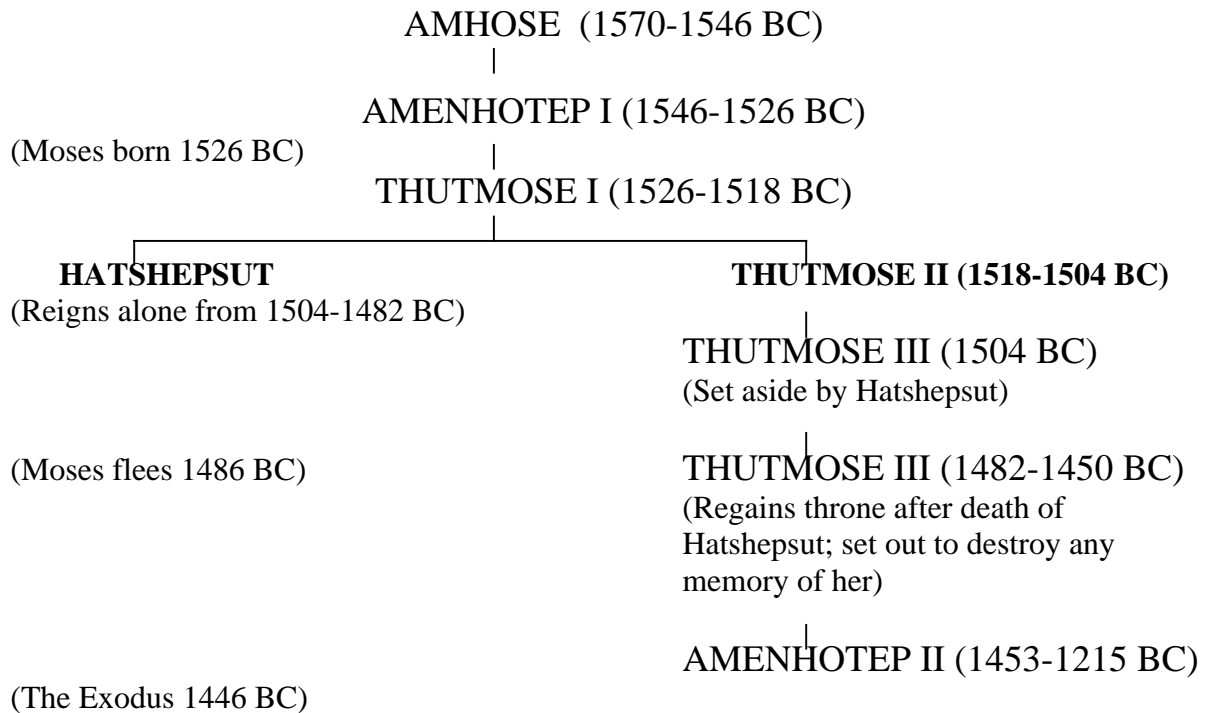 AMHOSE (1570-1546 BC)
AMENHOTEP I (1546-1526 BC)
(Moses born 1526 BC)
THUTMOSE I (1526-1518 BC)
HATSHEPSUT
(Reigns alone from 1504-1482 BC)
THUTMOSE II (1518-1504 BC)
THUTMOSE III (1504 BC)
(Set aside by Hatshepsut)
(Moses flees 1486 BC)
THUTMOSE III (1482-1450 BC)
(Regains throne after death of
Hatshepsut; set out to destroy any
memory of her)
AMENHOTEP II (1453-1215 BC)
(The Exodus 1446 BC)